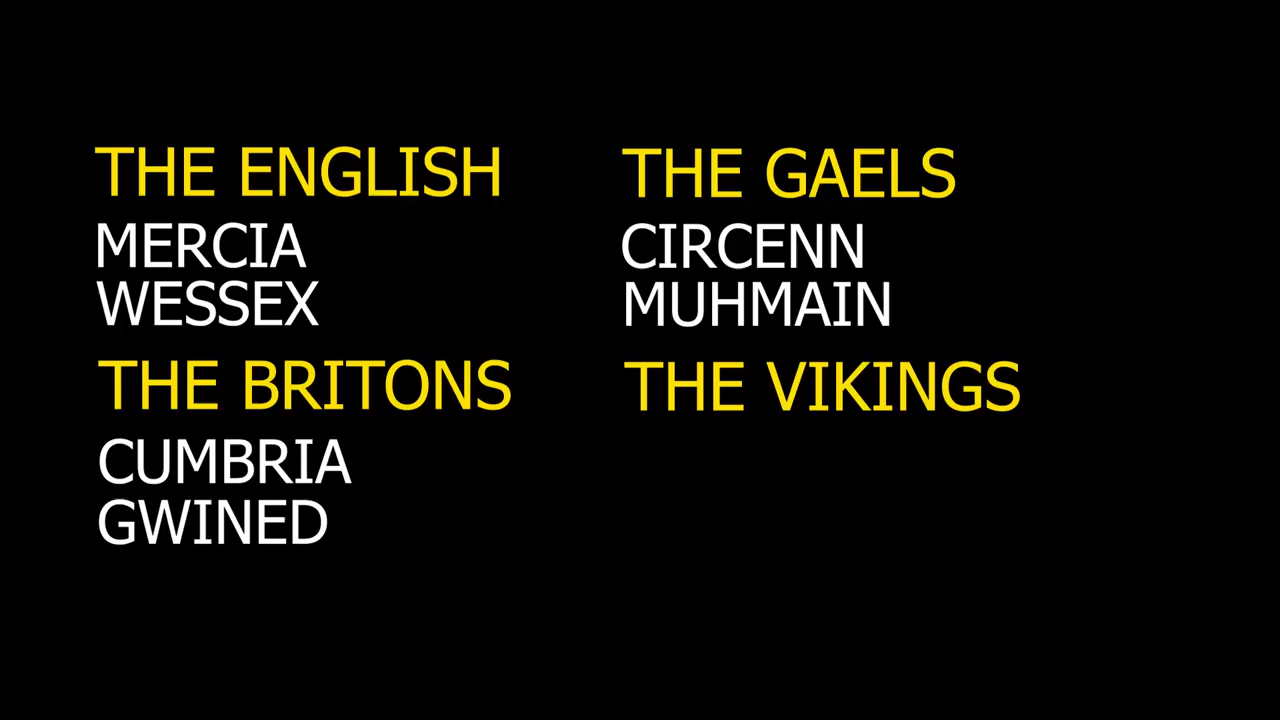 THE ENGLISH
MERCIA
WESSEX
THE BRITONS
CUMBRIA
GWINED
THE GAELS
CIRCENN
MUHMAIN
THE VIKINGS